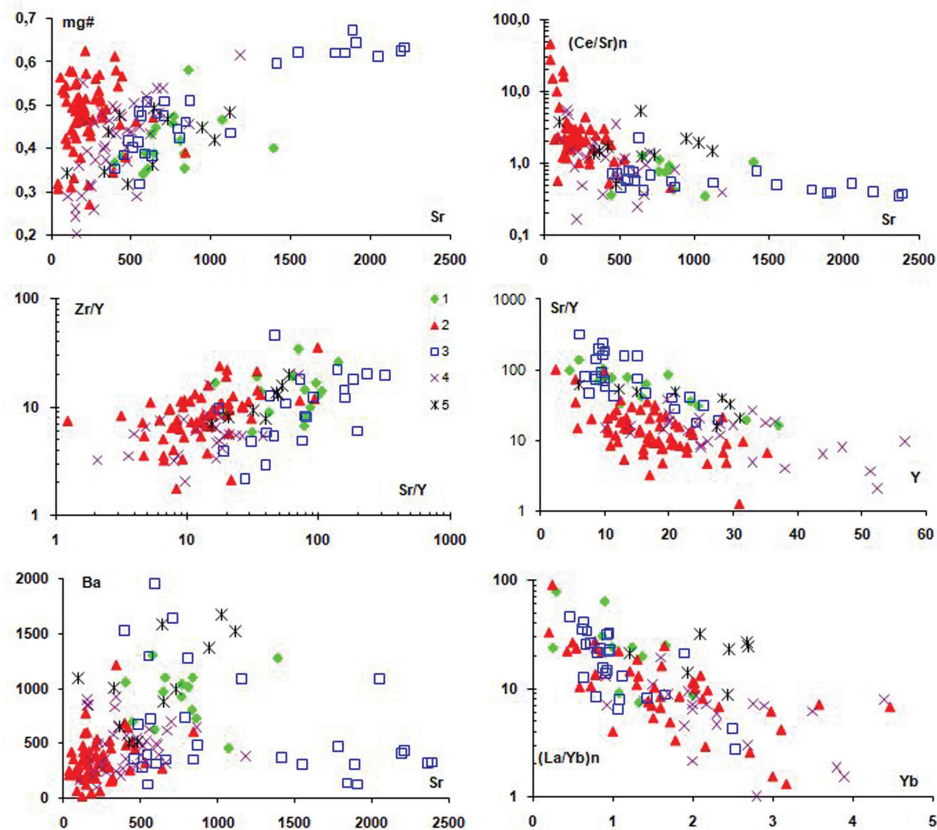 mg#
0,7
0,6
0,5
0,4
0,3
0,2
0 500 1000 1500 2000 2500
Sr
(Ce/Sr)n
100,0
10,0
1,0
0,1
0 500 1000 1500 2000 2500
Sr
Zr/Y
100
10
1
1 10 100 1000
Sr/Y
1
2
3
4
5
Sr/Y
1000
100
10
1
0 10 20 30 40 50 60
Y
Ba
2000
1500
1000
500
0
0 500 1000 1500 2000 2500
Sr
100
10
1
(La/Yb)n
0 1 2 3 4 5
Yb